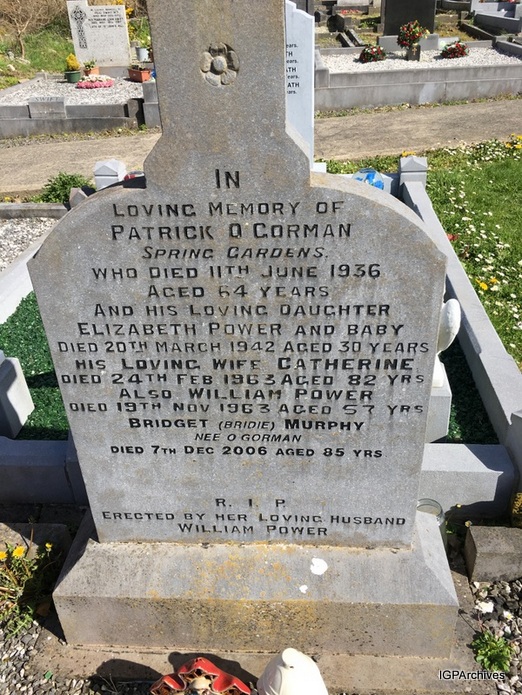 IN
LOVING MEMORY OF
PATRICK O GORMAN
SPRING GARDENS.
WHO DIED 11TH JUNE 1936
AGED 64 YEARS
AND HIS LOVING DAUGHTER
ELIZABETH POWER AND BABY
DIED 20TH MARCH 1942 AGED 30 YEARS
HIS LOVING WIFE CATHERINE
DIED 24TH FEB 1963 AGED 82 YRS
ALSO WILLIAM POWER
DIED 19TH NOV 1963 AGED 57 YRS
BRIDGET (BRIDIE) MURPHY
NEE O GORMAN
DIED 7TH DEC 2006 AGED 85 YRS
R. I. P.
ERECTED BY HER LOVING HUSBAND
WILLIAM POWER
IGPArchives